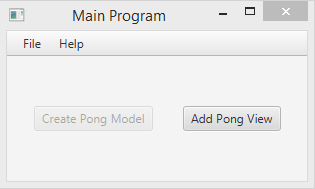 Main Program
File Help
Create Pong Model Add Pong View